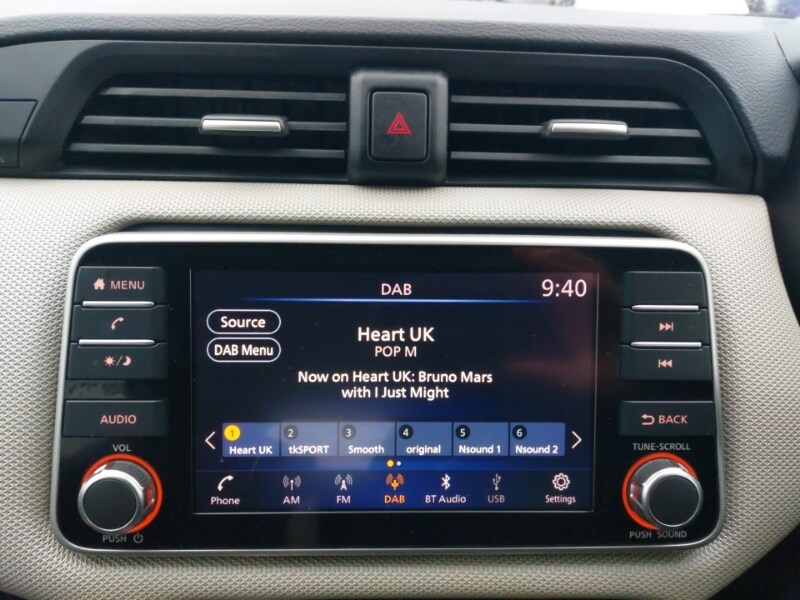 MENU
DAB
9:40
Source
DAB Menu
Heart UK
POP M
Now on Heart UK: Bruno Mars
with I Just Might
AUDIO
BACK
VOL
TUNE·SCROLL
1 2 3 4 5 6
Heart UK tkSPORT Smooth original Nsound 1 Nsound 2
Phone AM FM DAB BT Audio USB Settings
PUSH
PUSH SOUND